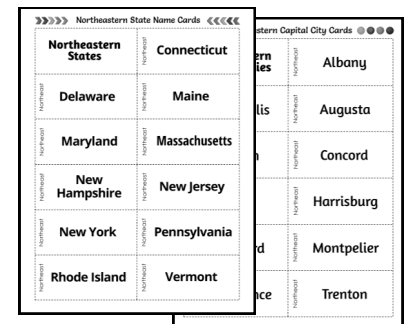 Northeastern State Name Cards
Northeastern
States
Northeast
Connecticut
Northeast
Delaware
Northeast
Maine
Northeast
Maryland
Northeast
Massachusetts
Northeast
New
Hampshire
Northeast
New Jersey
Northeast
New York
Northeast
Pennsylvania
Northeast
Rhode Island
Northeast
Vermont
Capital City Cards
Northeast
Albany
Northeast
Augusta
Northeast
Concord
Northeast
Harrisburg
Northeast
Montpelier
Northeast
Trenton